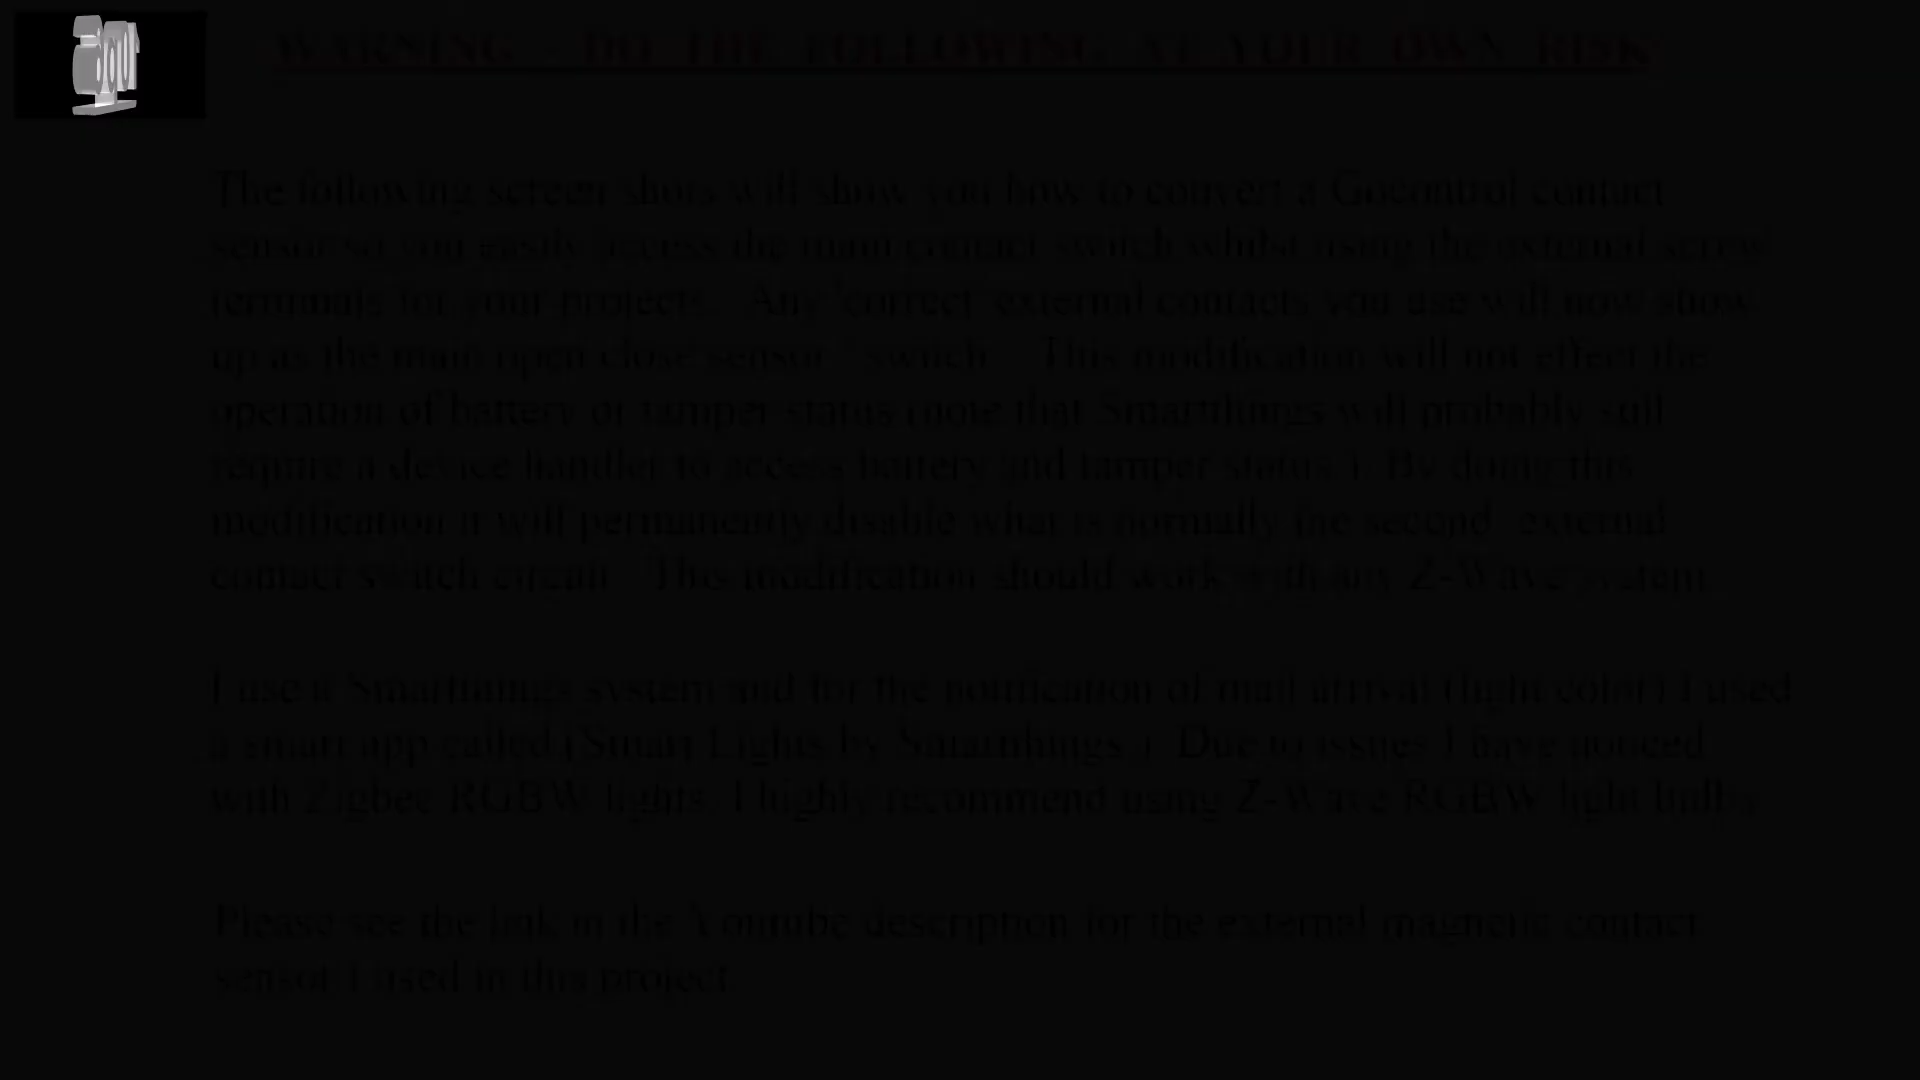 WARNING - DO THE FOLLOWING AT YOUR OWN RISK
The following screen shots will show you how to convert a Gocontrol contact
sensor so you easily access the main contact switch whilst using the external screw
terminals for your projects. Any 'correct' external contacts you use will now show
up as the main open close sensor / switch. This modification will not effect the
operation of battery or tamper status (note that Smartthings will probably still
require a device handler to access battery and tamper status ). By doing this
modification it will permanently disable what is normally the second external
contact switch circuit. This modification should work with any Z-Wave system.
I use a Smartthings system and for the notification of mail arrival (light color) I used
a smart app called (Smart Lights by Smartthings ). Due to issues I have noticed
with Zigbee RGBW lights, I highly recommend using Z-Wave RGBW light bulbs.
Please see the link in the Youtube description for the external magnetic contact
sensor I used in this project.